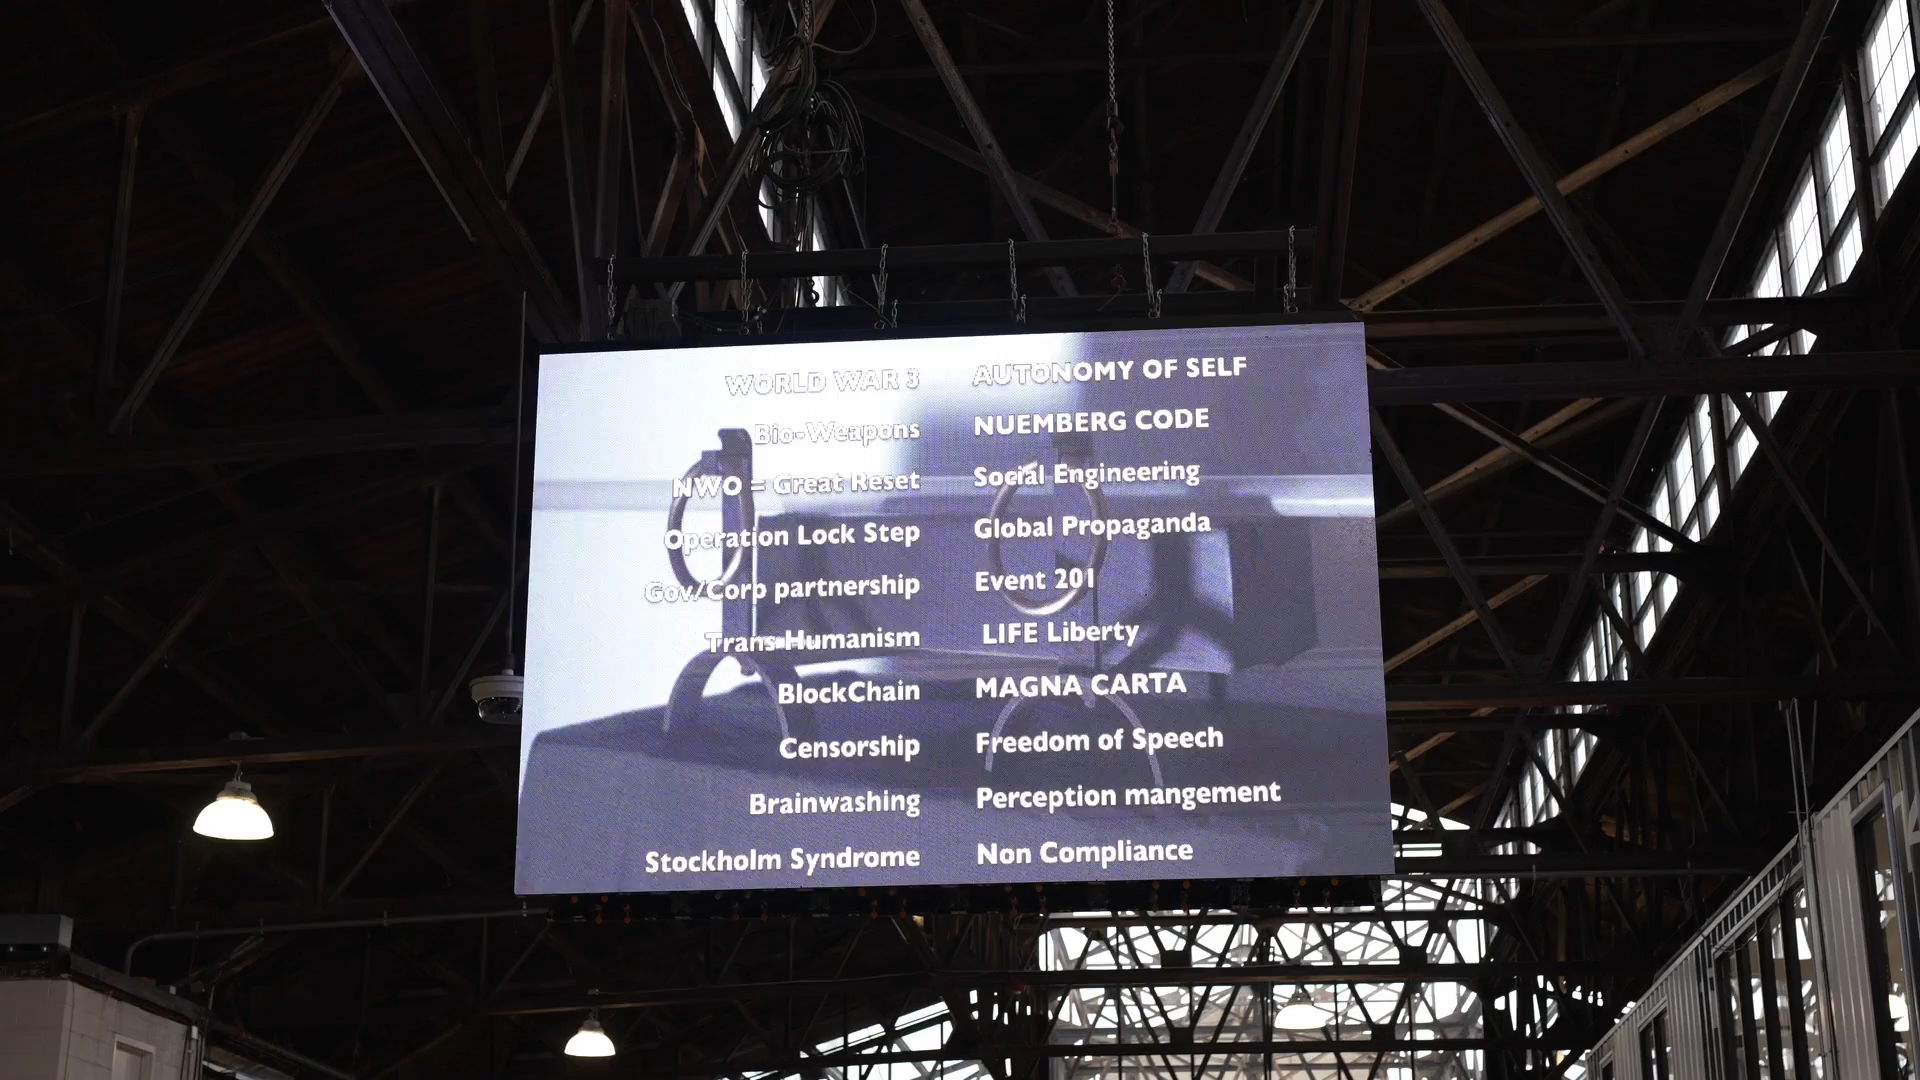 WORLD WAR 3 AUTONOMY OF SELF
Bio-Weapons NUEMBERG CODE
NWO = Great Reset Social Engineering
Operation Lock Step Global Propaganda
Gov/Corp partnership Event 201
Trans-Humanism LIFE Liberty
BlockChain MAGNA CARTA
Censorship Freedom of Speech
Brainwashing Perception mangement
Stockholm Syndrome Non Compliance